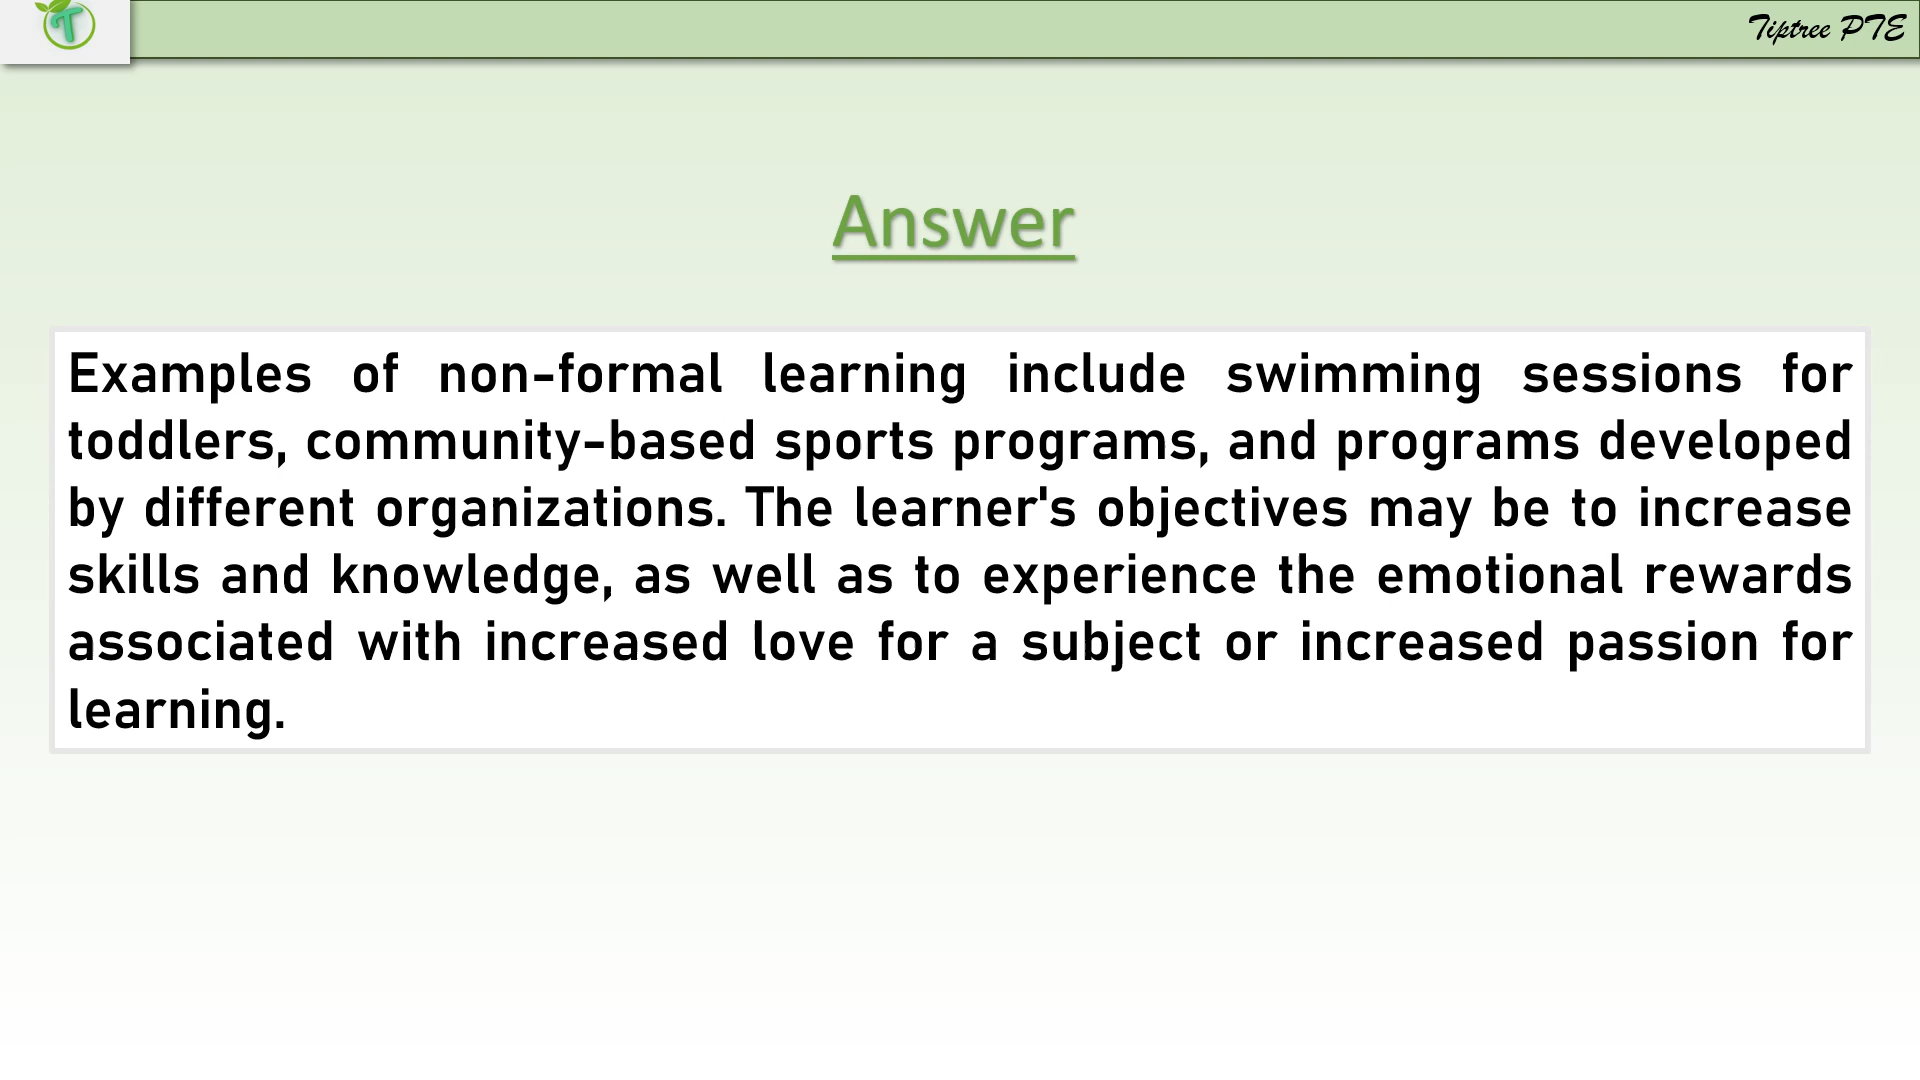 Tiptree PTE
Answer
Examples of non-formal learning include swimming sessions for
toddlers, community-based sports programs, and programs developed
by different organizations. The learner's objectives may be to increase
skills and knowledge, as well as to experience the emotional rewards
associated with increased love for a subject or increased passion for
learning.